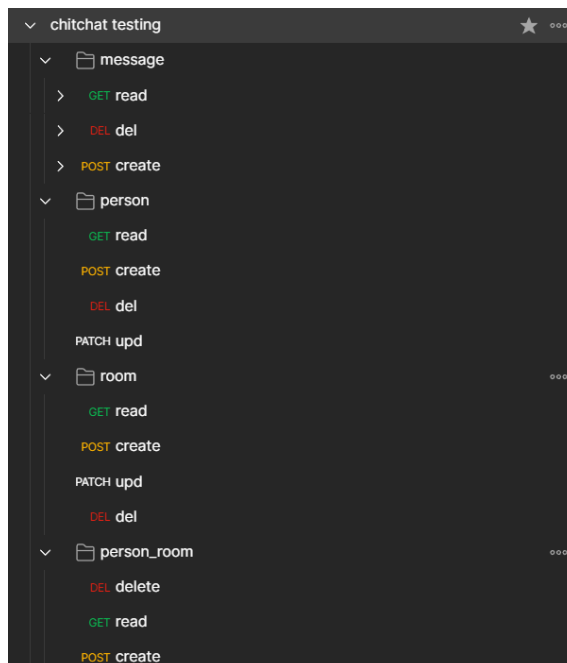 chitchat testing
message
GET read
DEL del
POST create
person
GET read
POST create
DEL del
PATCH upd
room
GET read
POST create
PATCH upd
DEL del
person_room
DEL delete
GET read
POST create